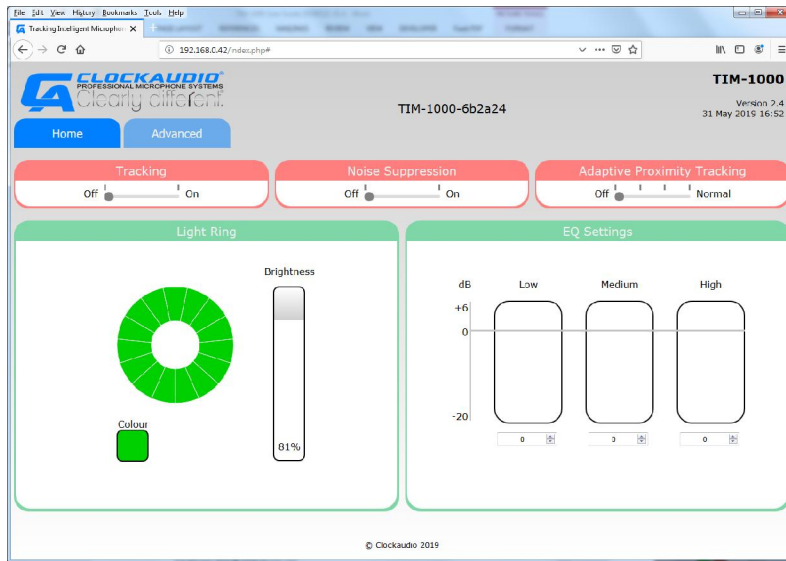 File Edit View History Bookmarks Tools Help
Tracking Intelligent Microphon
192.168.0.42/index.php#
CLOCKAUDIO®
PROFESSIONAL MICROPHONE SYSTEMS
Clearly different.
TIM-1000
TIM-1000-6b2a24
Version 2.4
31 May 2019 16:52
Home Advanced
Tracking Noise Suppression Adaptive Proximity Tracking
Off On Off On Off Normal
Light Ring EQ Settings
Brightness
dB Low Medium High
+6
0
-20
Colour
81%
0 0 0
© Clockaudio 2019